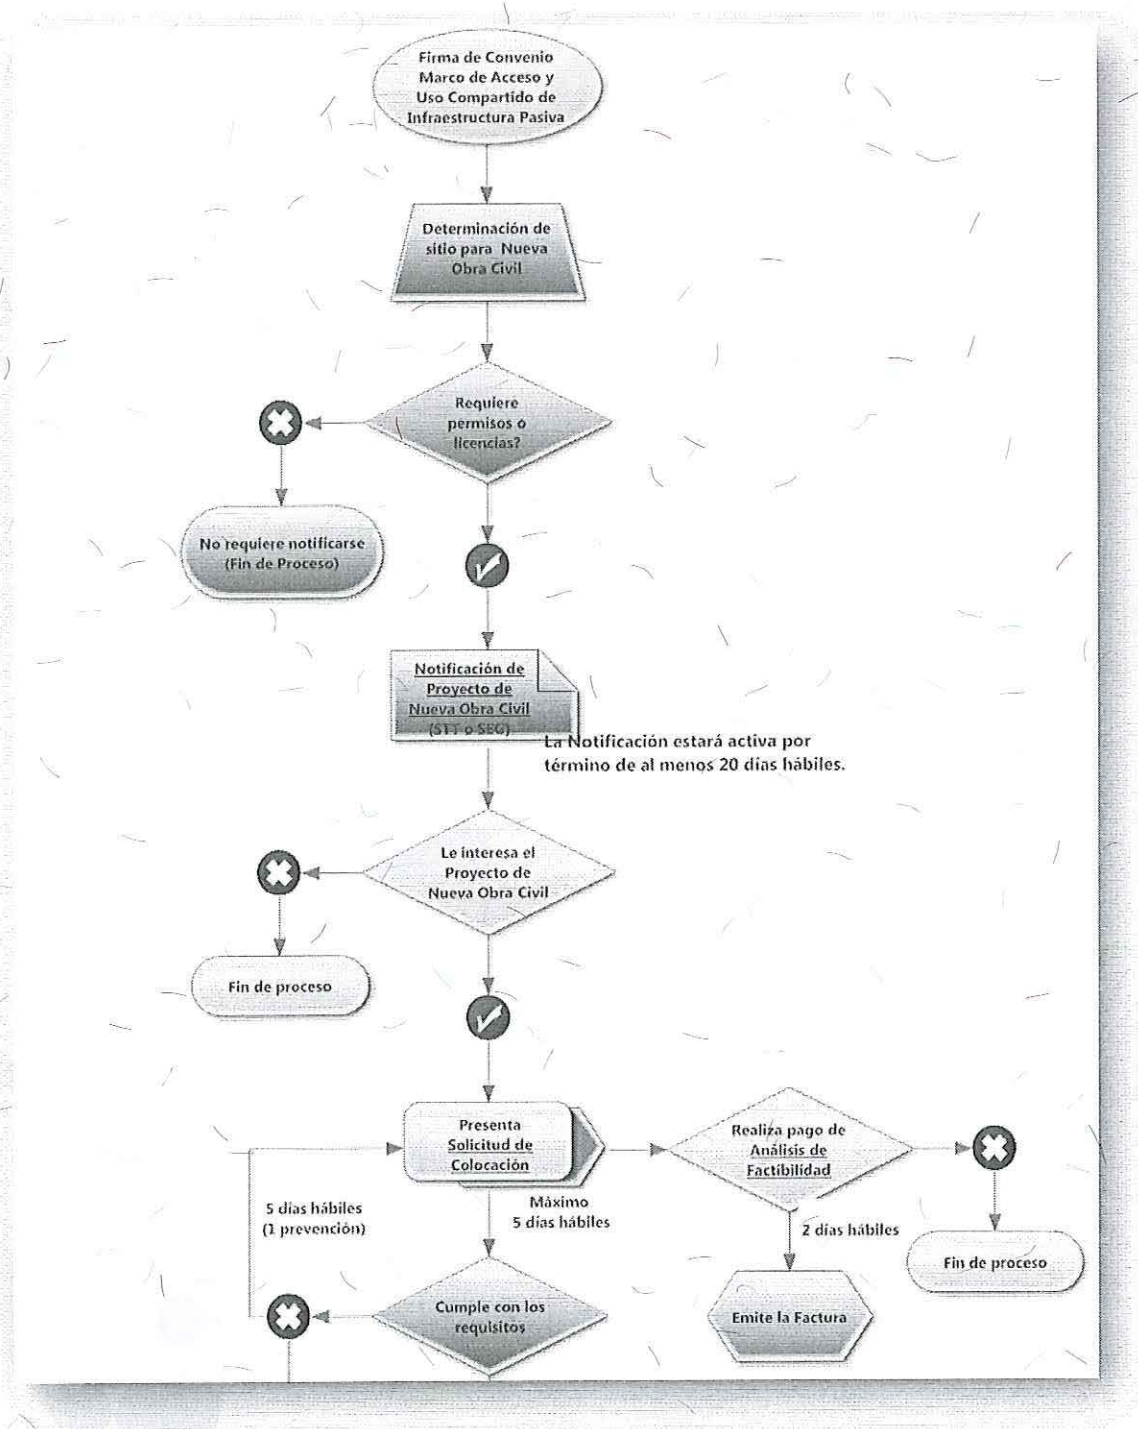 Firma de Convenio
Marco de Acceso y
Uso Compartido de
Infraestructura Pasiva
Determinación de
sitio para Nueva
Obra Civil
Requiere
permisos o
licencias?
No requiere notificarse
(Fin de Proceso)
Notificación de
Proyecto de
Nueva Obra Civil
(STT o SEG)
La Notificación estará activa por
término de al menos 20 días hábiles.
Le interesa el
Proyecto de
Nueva Obra Civil
Fin de proceso
Presenta
Solicitud de
Colocación
Máximo
5 días hábiles
Realiza pago de
Análisis de
Factibilidad
2 días hábiles
Fin de proceso
Emite la Factura
5 días hábiles
(1 prevención)
Cumple con los
requisitos